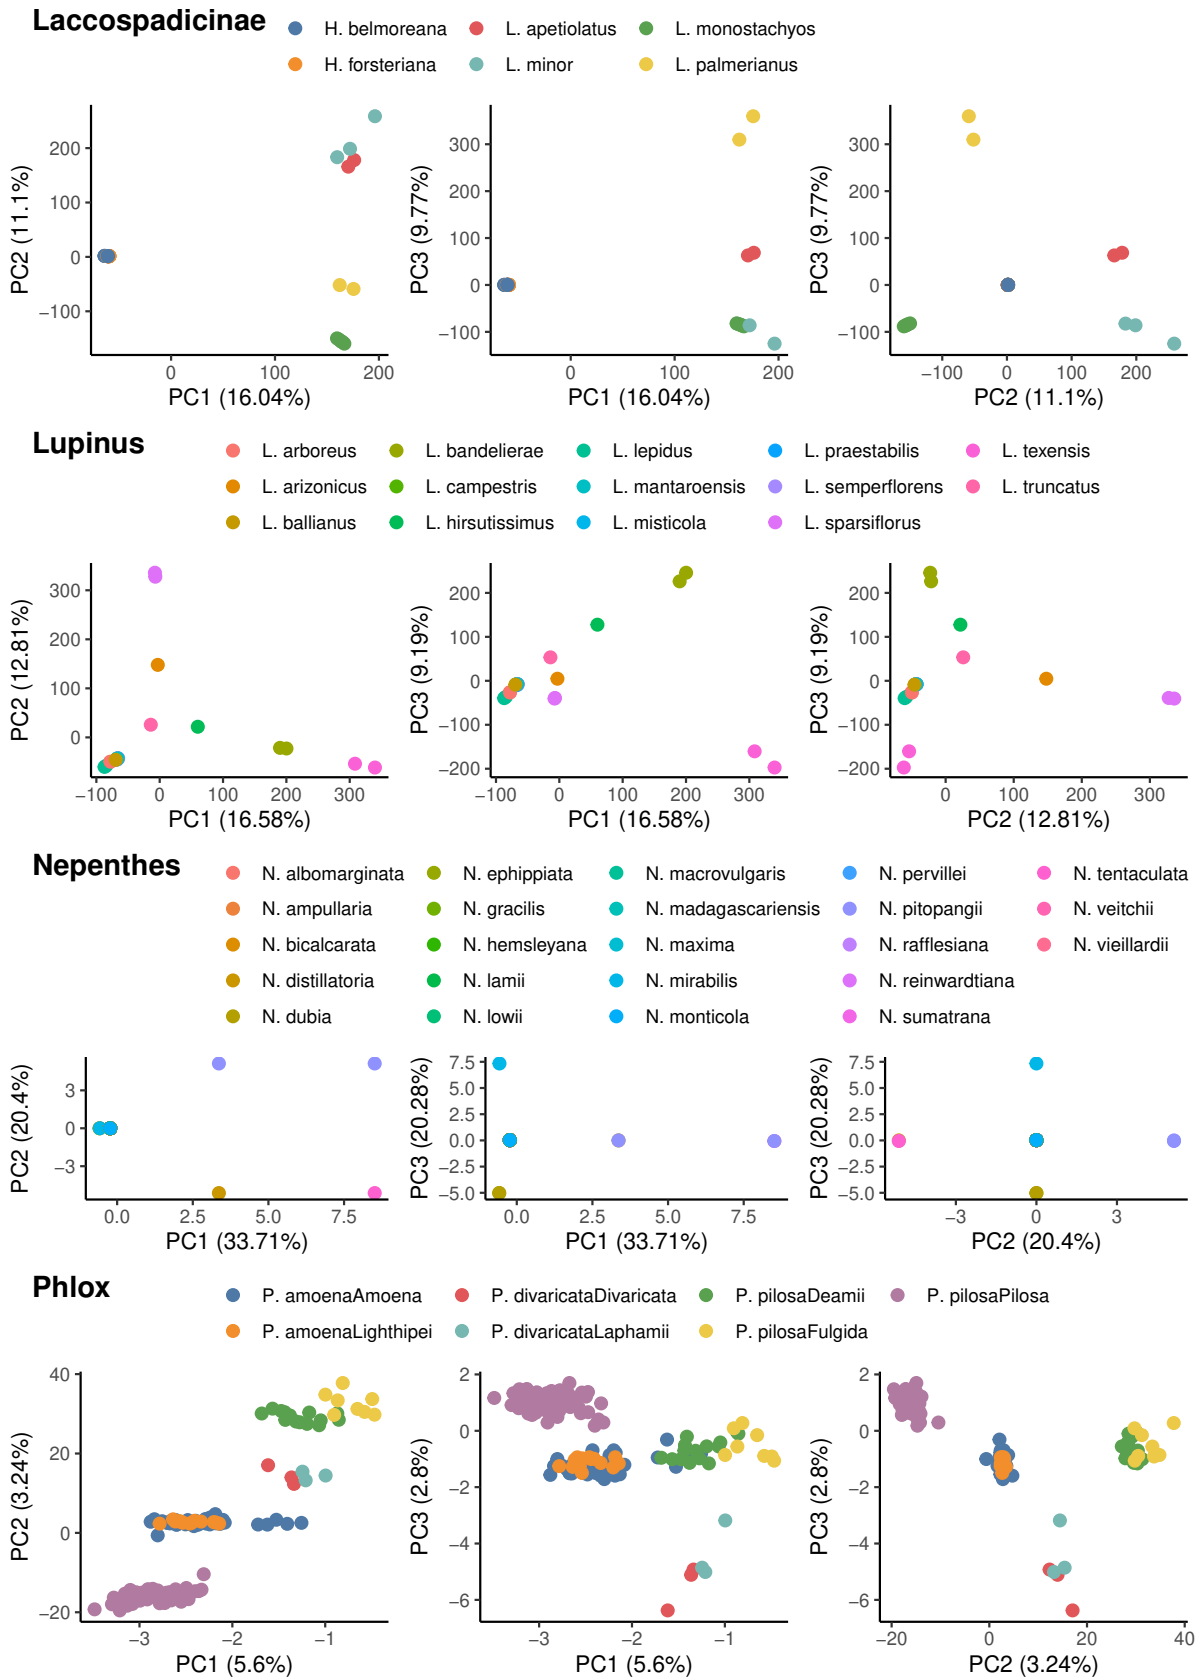 Laccospadicinae
H. belmoreana L. apetiolatus L. monostachyos
H. forsteriana L. minor L. palmerianus
PC2 (11.1%)
200
100
0
−100
0 200
PC1 (16.04%)
PC3 (9.77%)
300
200
100
0
−100
0 100 200
PC1 (16.04%)
PC3 (9.77%)
300
200
100
0
−100
−100 0 100 200
PC2 (11.1%)
Lupinus
L. arboreus L. bandelierae L. lepidus L. praestabilis L. texensis
L. arizonicus L. campestris L. mantaroensis L. semperflorens L. truncatus
L. ballianus L. hirsutissimus L. misticola L. sparsiflorus
PC2 (12.81%)
300
200
100
0
−100 0 100 200 300
PC1 (16.58%)
PC3 (9.19%)
200
100
0
−100
−200
−100 0 100 200 300
PC1 (16.58%)
PC3 (9.19%)
200
100
0
−100
−200
0 100 200 300
PC2 (12.81%)
Nepenthes
N. albomarginata N. ephippiata N. macrovulgaris N. pervillei N. tentaculata
N. ampullaria N. gracilis N. madagascariensis N. pitopangii N. veitchii
N. bicalcarata N. hemsleyana N. maxima N. rafflesiana N. vieillardii
N. distillatoria N. lamii N. mirabilis N. reinwardtiana
N. dubia N. lowii N. monticola N. sumatrana
PC2 (20.4%)
3
0
−3
0.0 2.5 5.0 7.5
PC1 (33.71%)
PC3 (20.28%)
7.5
5.0
2.5
0.0
−2.5
−5.0
0.0 2.5 5.0 7.5
PC1 (33.71%)
PC3 (20.28%)
7.5
5.0
2.5
0.0
−2.5
−5.0
−3 0 3
PC2 (20.4%)
Phlox
P. amoenaAmoena P. divaricataDivaricata P. pilosaDeamii P. pilosaPilosa
P. amoenaLighthipei P. divaricataLaphamii P. pilosaFulgida
PC2 (3.24%)
40
20
0
−20
−3 −2 −1
PC1 (5.6%)
PC3 (2.8%)
2
0
−2
−4
−6
−3 −2 −1
PC1 (5.6%)
PC3 (2.8%)
2
0
−2
−4
−6
−20 0 20 40
PC2 (3.24%)